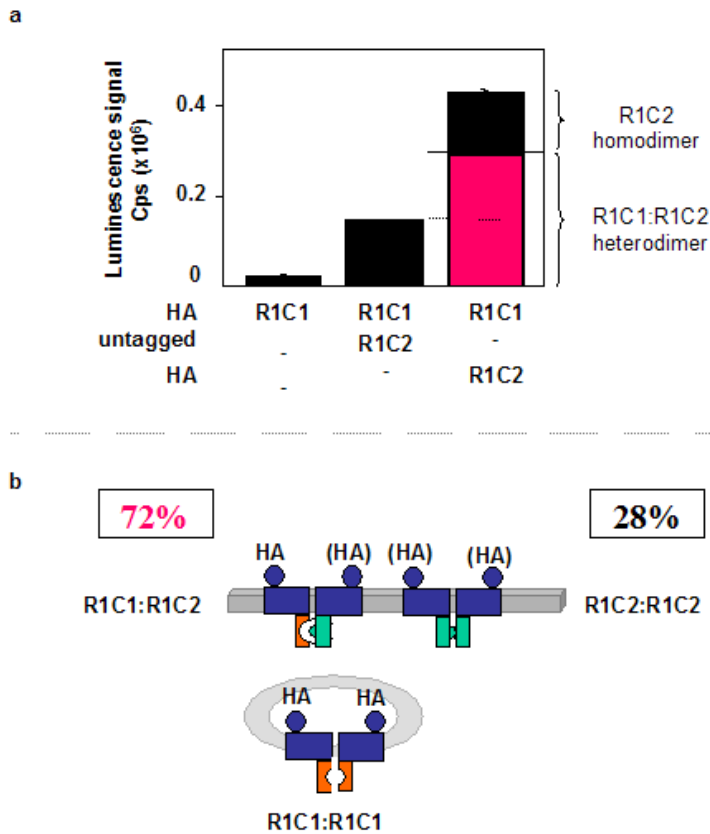 a
Luminescence signal
Cps (x10⁶)
0.4
0.2
0
R1C2
homodimer
R1C1:R1C2
heterodimer
HA R1C1 R1C1 R1C1
untagged - R1C2 -
HA - - R1C2
b
72%
28%
HA (HA) (HA) (HA)
R1C1:R1C2
R1C2:R1C2
HA HA
R1C1:R1C1